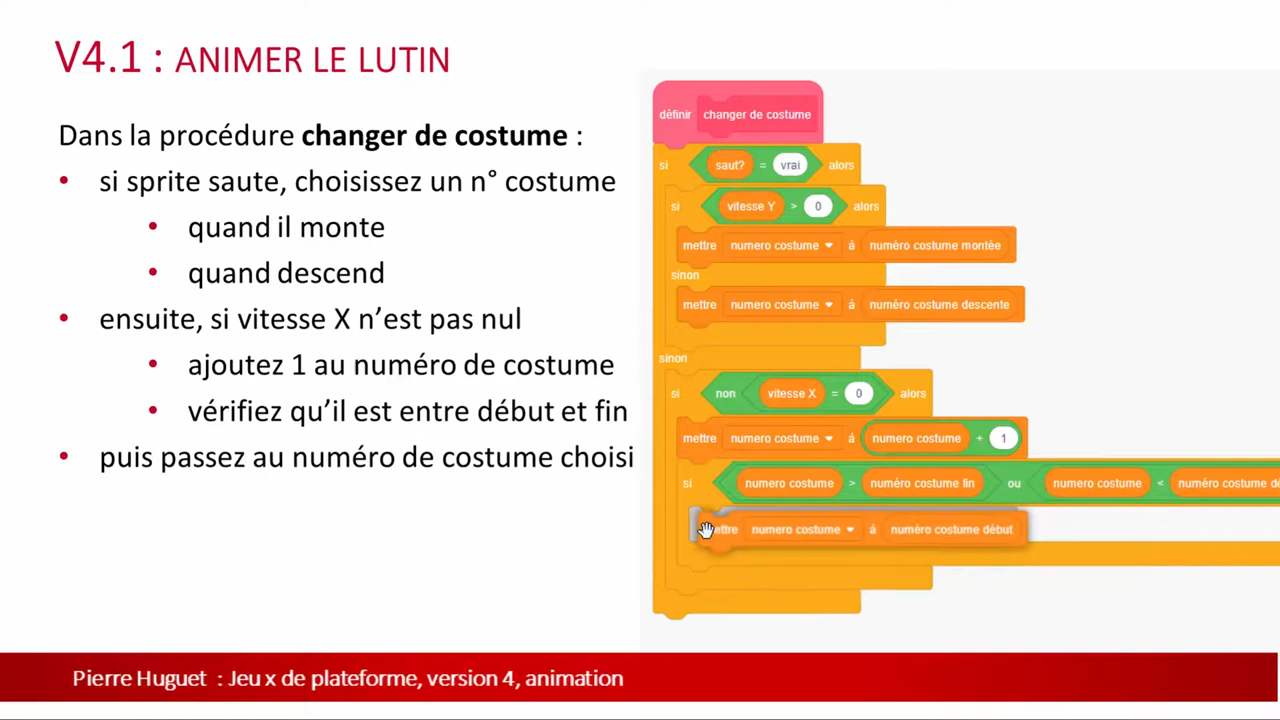 V4.1 : ANIMER LE LUTIN
Dans la procédure changer de costume :
• si sprite saute, choisissez un n° costume
• quand il monte
• quand descend
• ensuite, si vitesse X n’est pas nul
• ajoutez 1 au numéro de costume
• vérifiez qu’il est entre début et fin
• puis passez au numéro de costume choisi
définir changer de costume
si saut? = vrai alors
si vitesse Y > 0 alors
mettre numero costume à numéro costume montée
sinon
mettre numero costume à numéro costume descente
sinon
si non vitesse X = 0 alors
mettre numero costume à numero costume + 1
si numero costume > numéro costume fin ou numero costume < numéro costume
numero costume à numéro costume début
Pierre Huguet : Jeu x de plateforme, version 4, animation